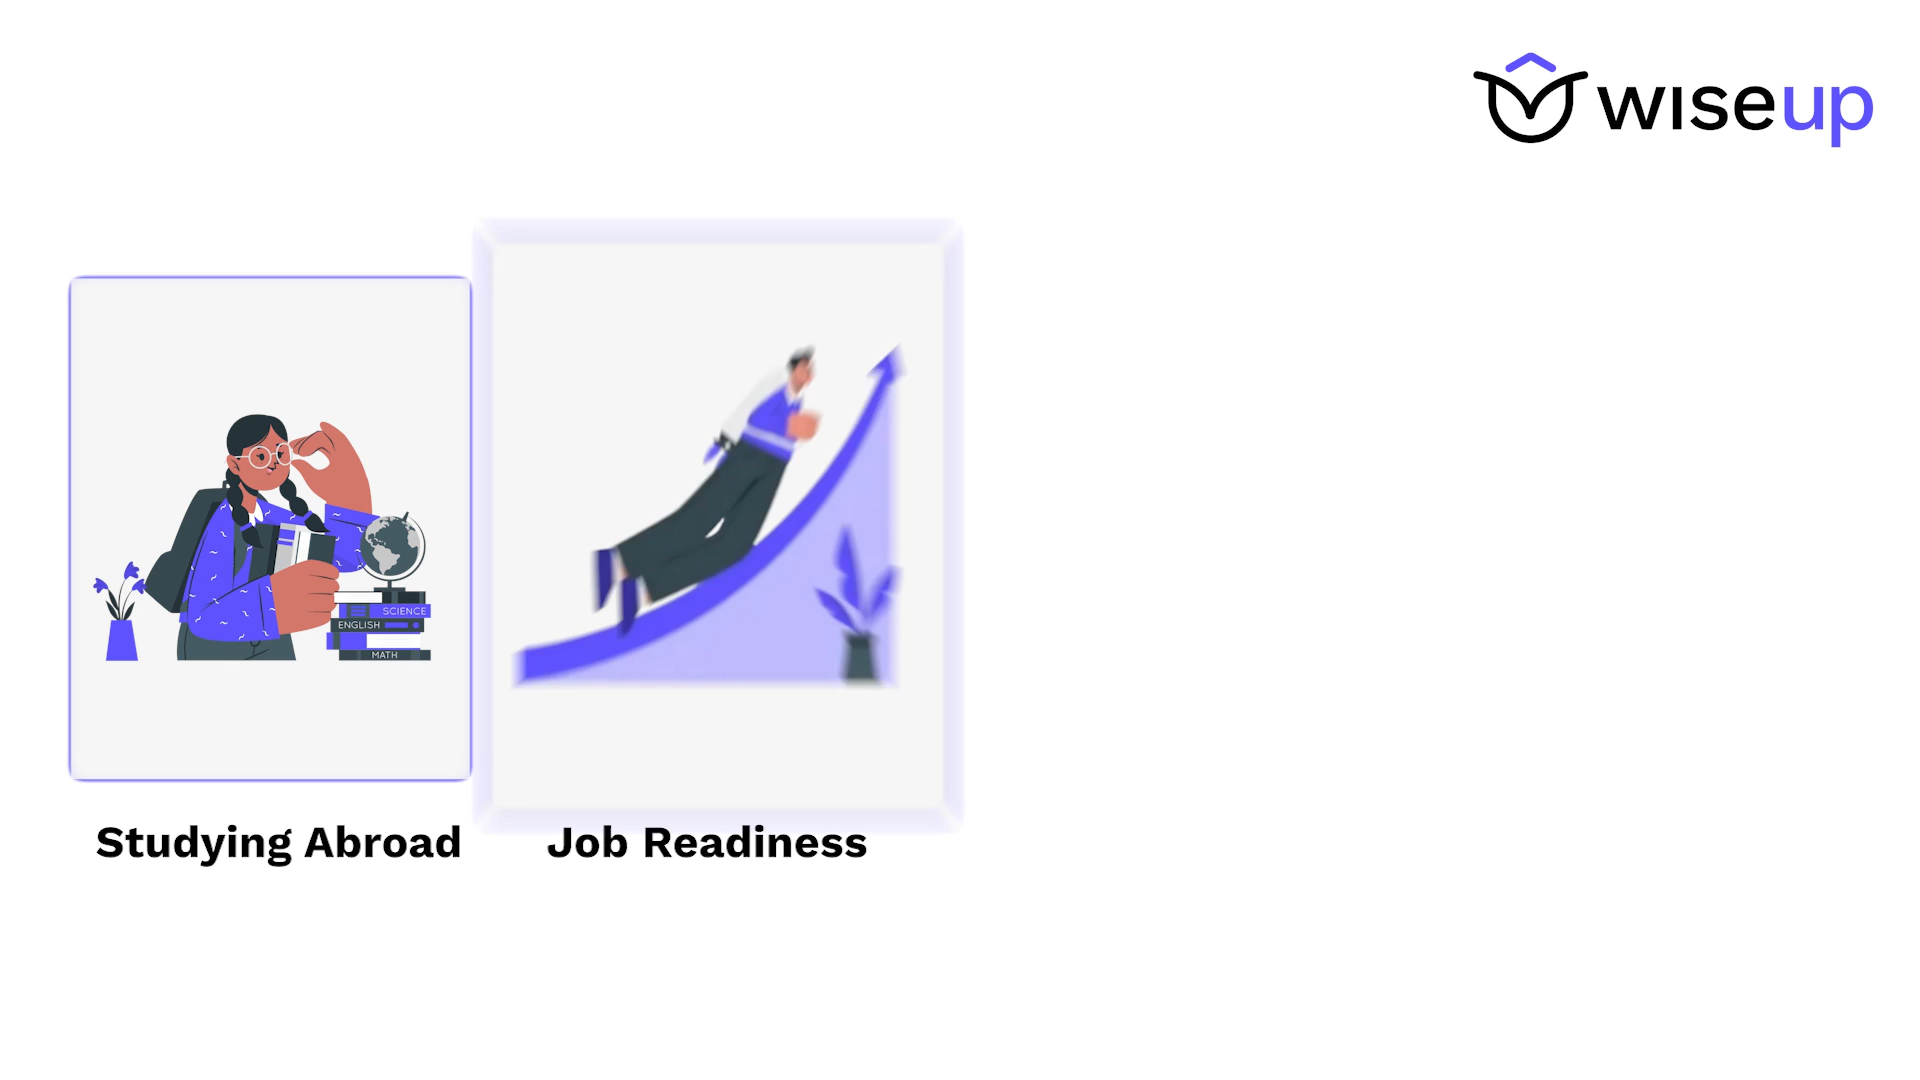 wiseup
SCIENCE
ENGLISH
MATH
Studying Abroad
Job Readiness